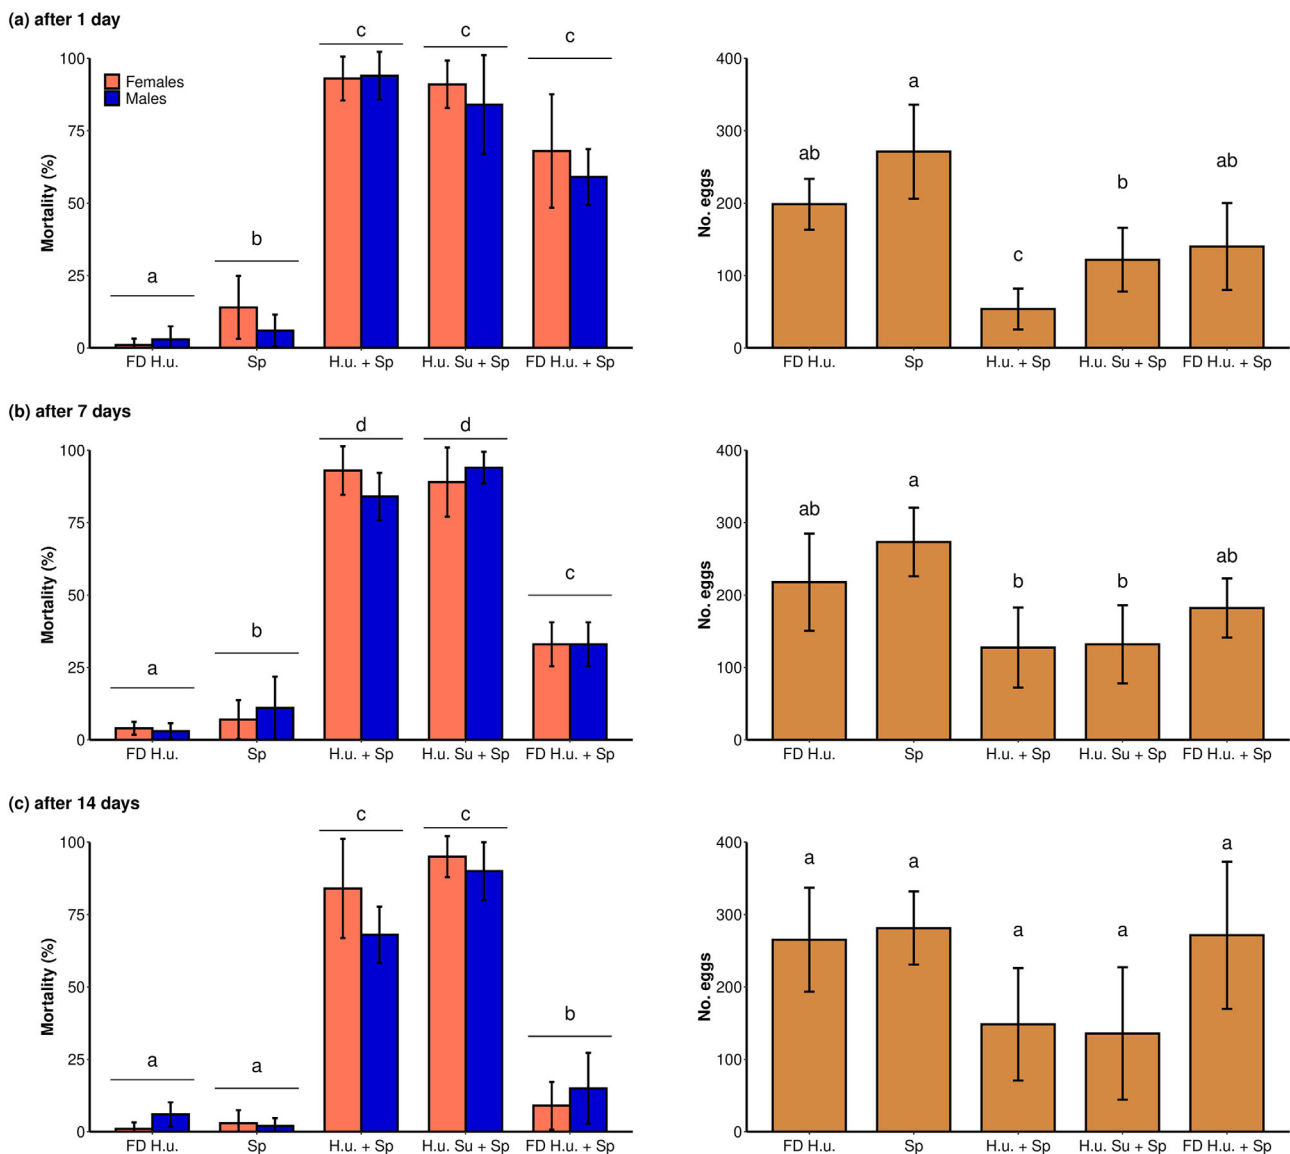 (a) after 1 day
c
c
c
100
75
50
25
0
Mortality (%)
Females
Males
a
b
FD H.u.
Sp
H.u. + Sp
H.u. Su + Sp
FD H.u. + Sp
400
300
200
100
0
No. eggs
ab
a
c
b
ab
FD H.u.
Sp
H.u. + Sp
H.u. Su + Sp
FD H.u. + Sp
(b) after 7 days
d
d
100
75
50
25
0
Mortality (%)
a
b
c
FD H.u.
Sp
H.u. + Sp
H.u. Su + Sp
FD H.u. + Sp
400
300
200
100
0
No. eggs
ab
a
b
b
ab
FD H.u.
Sp
H.u. + Sp
H.u. Su + Sp
FD H.u. + Sp
(c) after 14 days
c
c
100
75
50
25
0
Mortality (%)
a
a
b
FD H.u.
Sp
H.u. + Sp
H.u. Su + Sp
FD H.u. + Sp
400
300
200
100
0
No. eggs
a
a
a
a
a
FD H.u.
Sp
H.u. + Sp
H.u. Su + Sp
FD H.u. + Sp